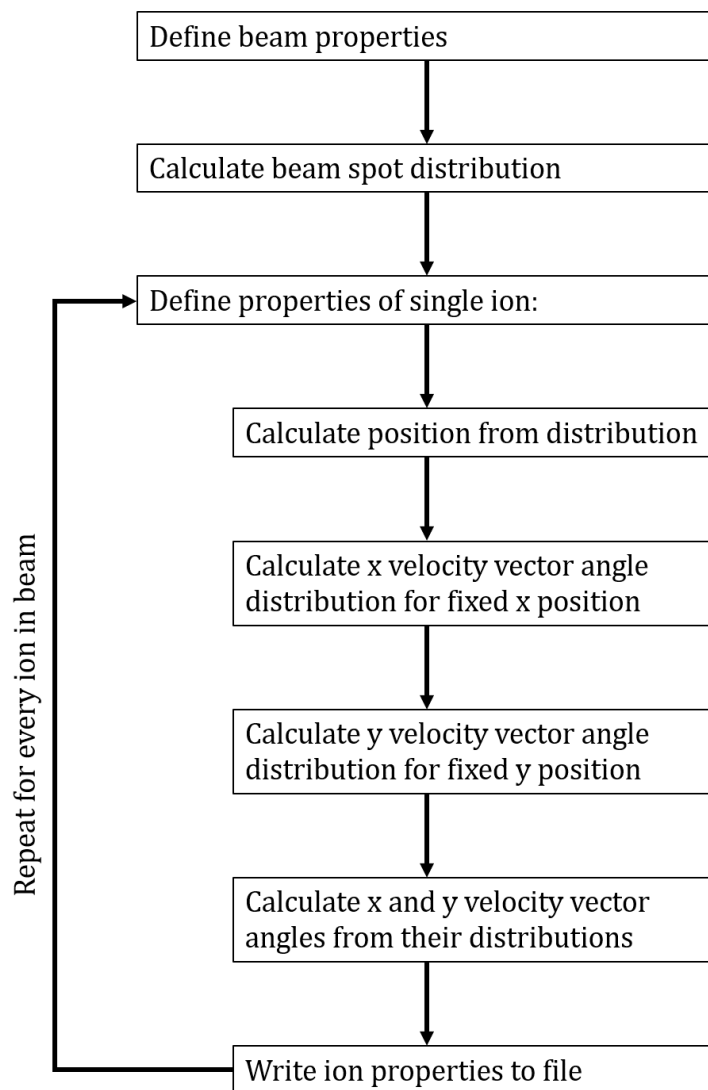 Define beam properties
Calculate beam spot distribution
Define properties of single ion:
Calculate position from distribution
Calculate x velocity vector angle
distribution for fixed x position
Calculate y velocity vector angle
distribution for fixed y position
Calculate x and y velocity vector
angles from their distributions
Write ion properties to file
Repeat for every ion in beam